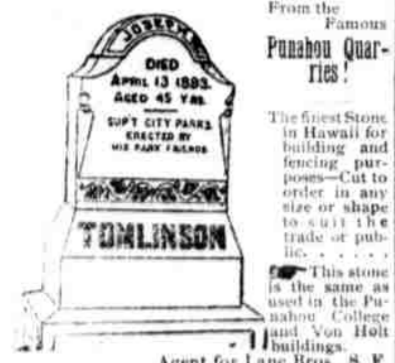 JOSEPH
DIED
APRIL 13 1893.
AGED 45 YRS.
SUP'T CITY PARKS
ERECTED BY
HIS PARK FRIENDS
TOMLINSON
From the
Famous
Punahou Quar-
ries!
The finest Stone
in Hawaii for
building and
fencing pur-
poses—Cut to
order in any
size or shape
to suit the
trade or pub-
lic. . . . . .
☛ This stone
is the same as
used in the Pu-
nahou College
and Von Holt
buildings.
Agent for Lane Bros., S. F.